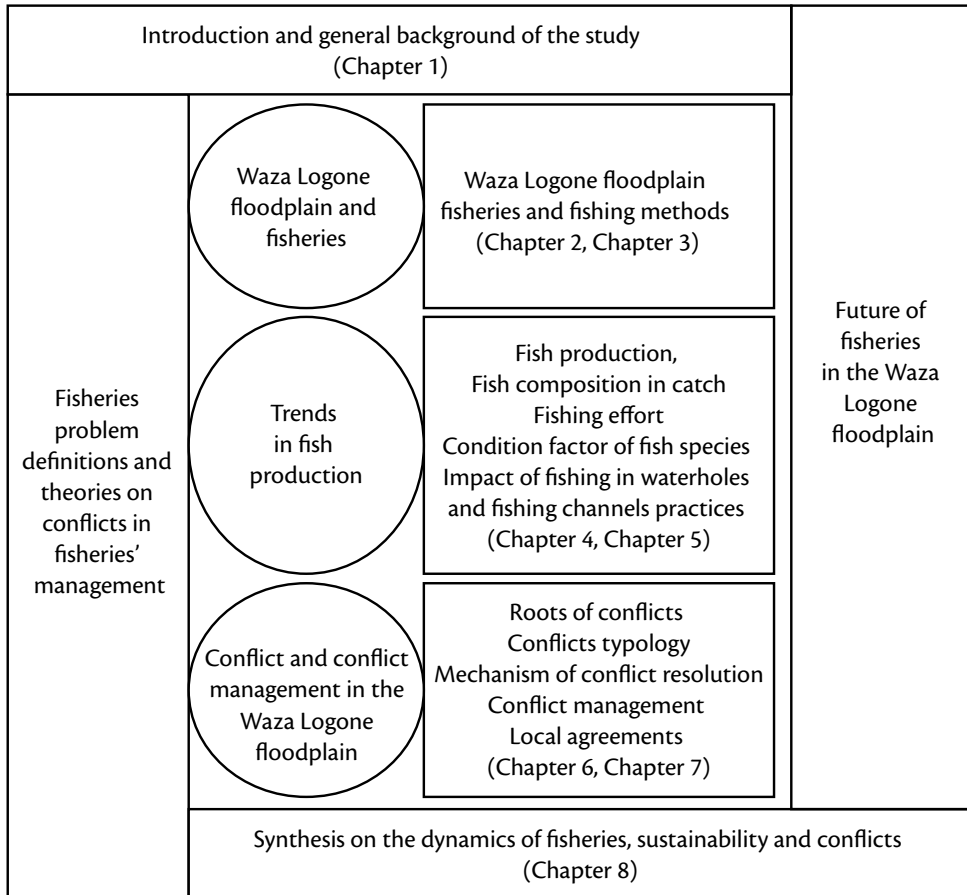 Introduction and general background of the study
(Chapter 1)
Fisheries
problem
definitions and
theories on
conflicts in
fisheries’
management
Waza Logone
floodplain and
fisheries
Waza Logone floodplain
fisheries and fishing methods
(Chapter 2, Chapter 3)
Trends
in fish
production
Fish production,
Fish composition in catch
Fishing effort
Condition factor of fish species
Impact of fishing in waterholes
and fishing channels practices
(Chapter 4, Chapter 5)
Conflict and conflict
management in the
Waza Logone
floodplain
Roots of conflicts
Conflicts typology
Mechanism of conflict resolution
Conflict management
Local agreements
(Chapter 6, Chapter 7)
Future of
fisheries
in the Waza
Logone
floodplain
Synthesis on the dynamics of fisheries, sustainability and conflicts
(Chapter 8)